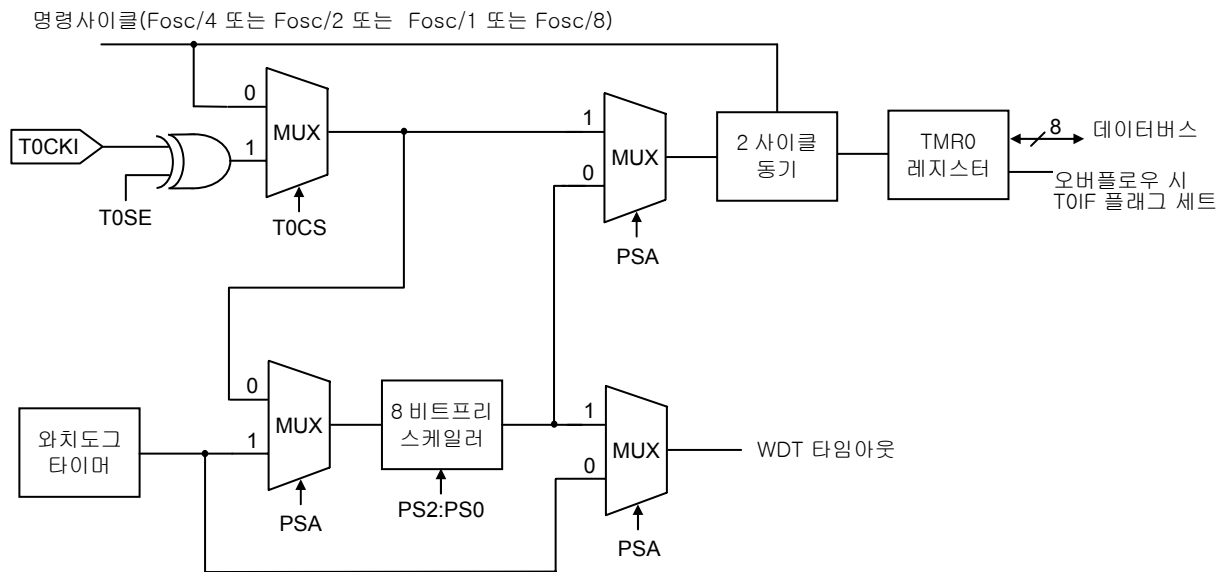 명령사이클(Fosc/4 또는 Fosc/2 또는 Fosc/1 또는 Fosc/8)
0
1
T0CKI
T0SE
MUX
T0CS
1
0
MUX
PSA
2 사이클
동기
TMR0
레지스터
8
데이터버스
오버플로우 시
T0IF 플래그 세트
와치도그
타이머
0
1
MUX
PSA
8 비트프리
스케일러
PS2:PS0
1
0
MUX
PSA
WDT 타임아웃